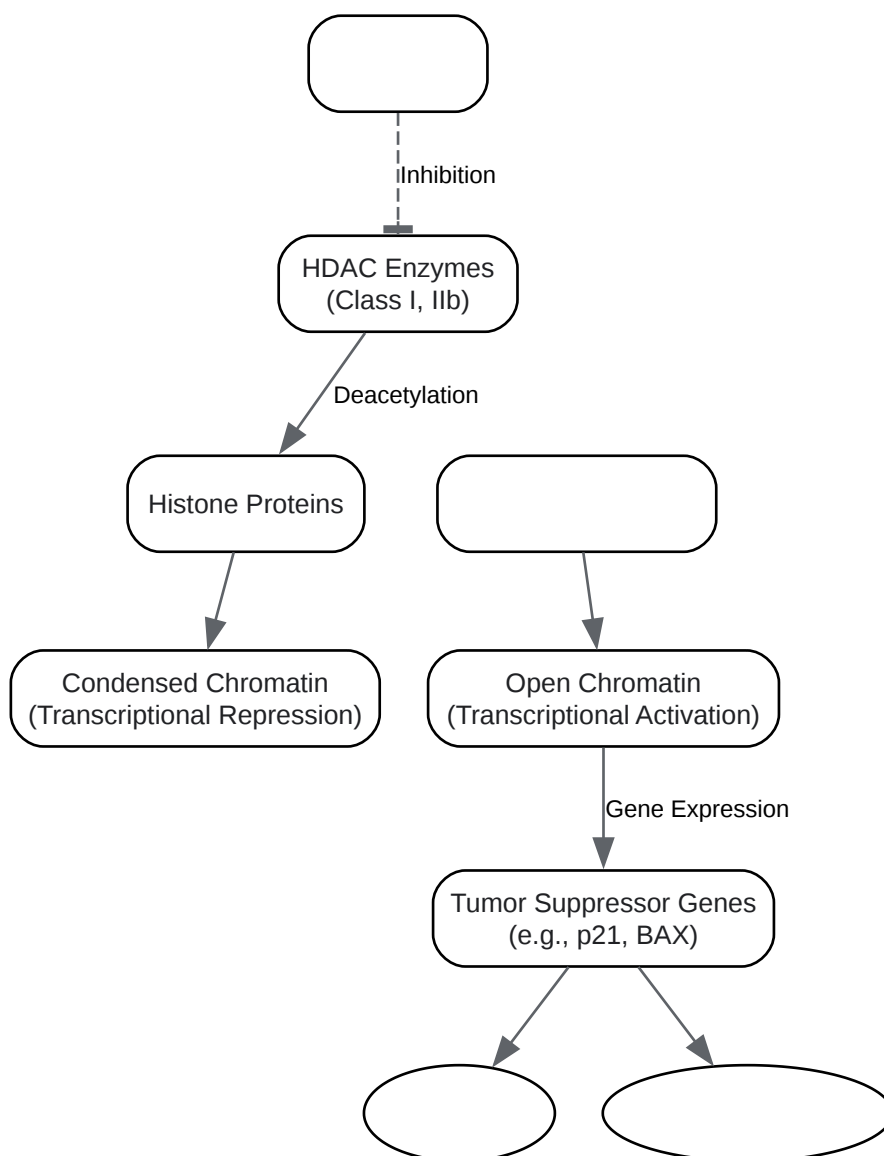 Inhibition
HDAC Enzymes
(Class I, IIb)
Deacetylation
Histone Proteins
Condensed Chromatin
(Transcriptional Repression)
Open Chromatin
(Transcriptional Activation)
Gene Expression
Tumor Suppressor Genes
(e.g., p21, BAX)